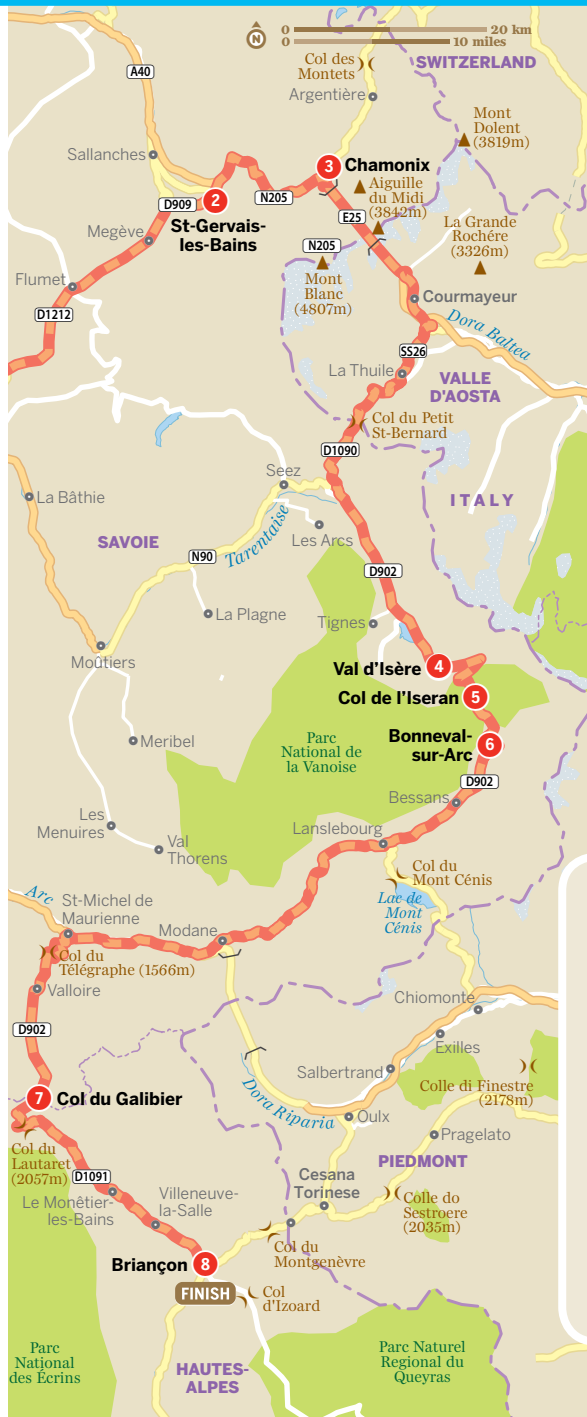 0 20 km
0 10 miles
N
Col des
Montets
SWITZERLAND
A40
Argentière
Mont
Dolent
(3819m)
Sallanches
3 Chamonix
Aiguille
du Midi
(3842m)
D909
2
N205
St-Gervais-
les-Bains
E25
La Grande
Rochére
(3326m)
Megève
N205
Mont
Blanc
(4807m)
Flumet
Courmayeur
D1212
Dora Baltea
SS26
La Thuile
VALLE
D'AOSTA
Col du Petit
St-Bernard
D1090
Seez
La Bâthie
ITALY
SAVOIE
Tarentaise
Les Arcs
N90
D902
La Plagne
Tignes
Moûtiers
Val d'Isère 4
Col de l'Iseran 5
Parc
National de
la Vanoise
Bonneval-
sur-Arc
6
Meribel
D902
Bessans
Les
Menuires
Val
Thorens
Lanslebourg
Col du
Mont Cénis
Arc
St-Michel de
Maurienne
Lac de
Mont
Cénis
Modane
Col du
Télégraphe (1566m)
Valloire
Chiomonte
D902
Exilles
Salbertrand
Colle di Finestre
(2178m)
7 Col du Galibier
Dora Riparia
Oulx
Pragelato
Col du
Lautaret
(2057m)
PIEDMONT
D1091
Le Monêtier-
les-Bains
Villeneuve-
la-Salle
Cesana
Torinese
Colle do
Sestroere
(2035m)
Col du
Montgenèvre
Briançon 8
FINISH
Col
d'Izoard
Parc
National
des Écrins
HAUTES-
ALPES
Parc Naturel
Regional du
Queyras